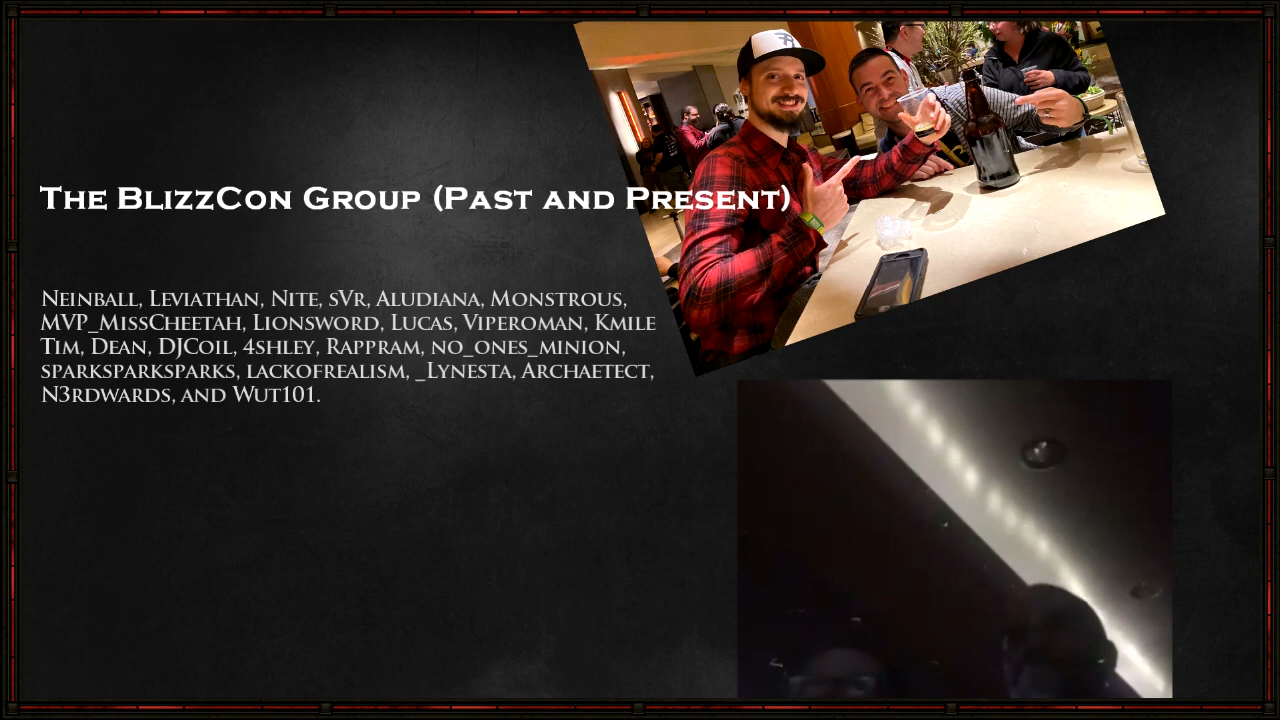 The BlizzCon Group (Past and Present)
Neinball, Leviathan, Nite, sVr, Aludiana, Monstrous,
MVP_MissCheetah, Lionsword, Lucas, Viperoman, Kmile
Tim, Dean, DJCoil, 4shley, Rappram, no_ones_minion,
sparksparksparks, lackofrealism, _Lynesta, Archaetect,
N3rdwards, and Wut101.